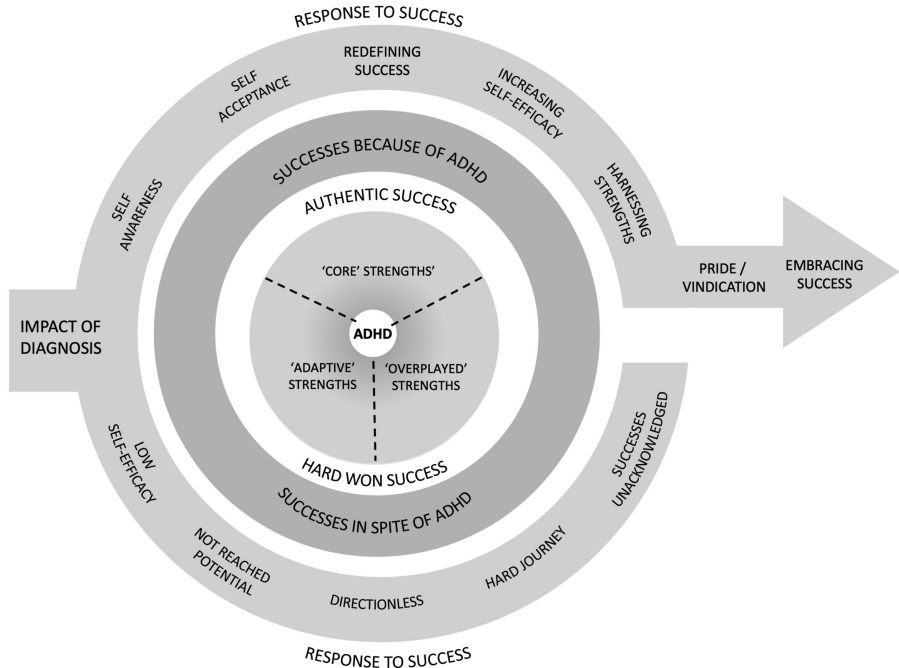 RESPONSE TO SUCCESS
REDEFINING
SUCCESS
SELF
ACCEPTANCE
INCREASING
SELF-EFFICACY
SELF
AWARENESS
HARNESSING
STRENGTHS
SUCCESSES BECAUSE OF ADHD
AUTHENTIC SUCCESS
'CORE' STRENGTHS'
ADHD
'ADAPTIVE'
STRENGTHS
'OVERPLAYED'
STRENGTHS
HARD WON SUCCESS
SUCCESSES IN SPITE OF ADHD
IMPACT OF
DIAGNOSIS
PRIDE /
VINDICATION
EMBRACING
SUCCESS
LOW
SELF-EFFICACY
NOT REACHED
POTENTIAL
DIRECTIONLESS
HARD JOURNEY
SUCCESSES
UNACKNOWLEDGED
RESPONSE TO SUCCESS